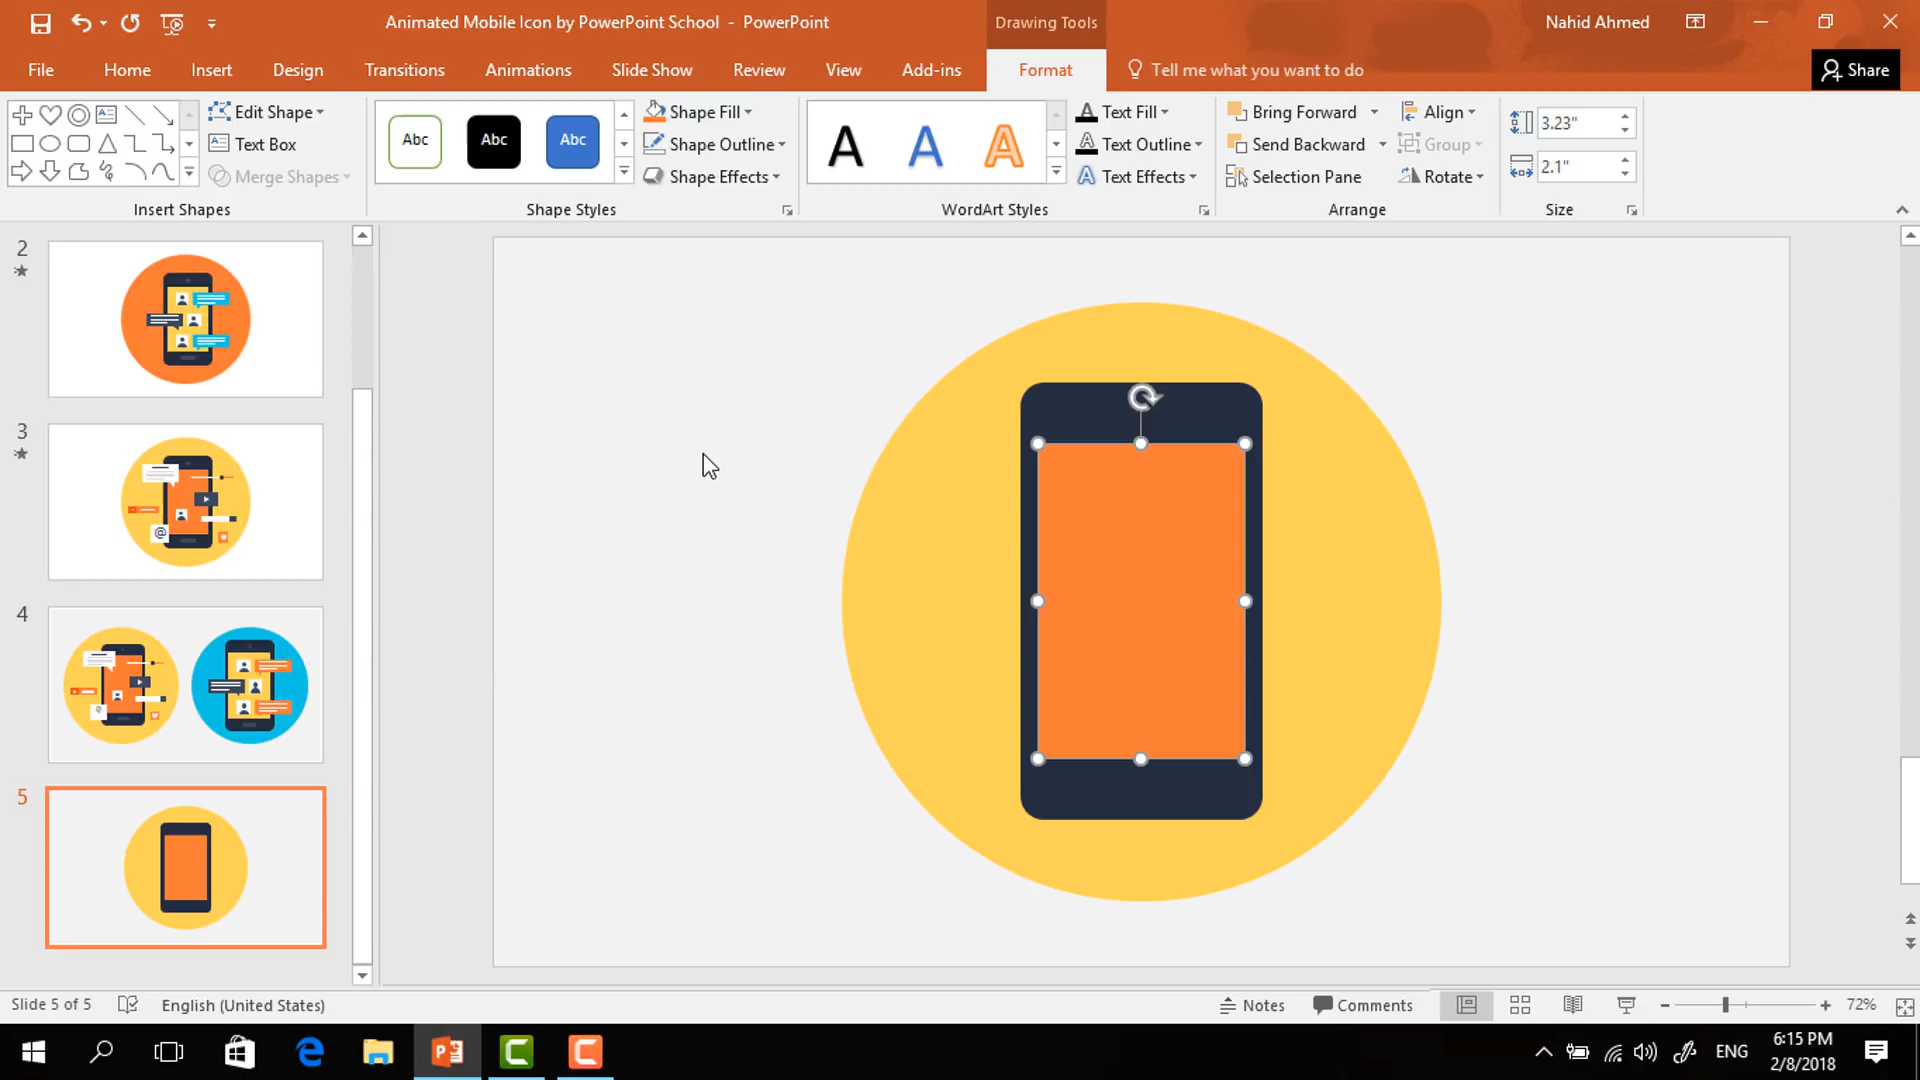 Animated Mobile Icon by PowerPoint School - PowerPoint
Drawing Tools
Nahid Ahmed
File
Home
Insert
Design
Transitions
Animations
Slide Show
Review
View
Add-ins
Format
Tell me what you want to do
Share
Edit Shape
Text Box
Merge Shapes
Insert Shapes
Abc
Abc
Abc
Shape Fill
Shape Outline
Shape Effects
Shape Styles
A
A
A
WordArt Styles
Text Fill
Text Outline
Text Effects
Bring Forward
Send Backward
Selection Pane
Align
Group
Rotate
Arrange
3.23"
2.1"
Size
2
3
@
4
5
Slide 5 of 5
English (United States)
Notes
Comments
72%
ENG
6:15 PM
2/8/2018